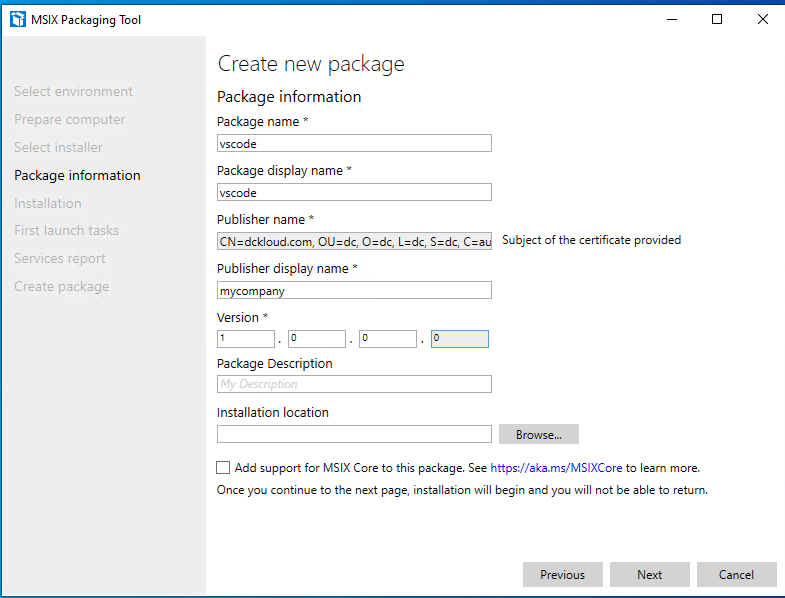 MSIX Packaging Tool
Select environment
Prepare computer
Select installer
Package information
Installation
First launch tasks
Services report
Create package
Create new package
Package information
Package name *
vscode
Package display name *
vscode
Publisher name *
CN=dckloud.com, OU=dc, O=dc, L=dc, S=dc, C=au Subject of the certificate provided
Publisher display name *
mycompany
Version *
1 . 0 . 0 . 0
Package Description
My Description
Installation location
Browse...
Add support for MSIX Core to this package. See https://aka.ms/MSIXCore to learn more.
Once you continue to the next page, installation will begin and you will not be able to return.
Previous Next Cancel